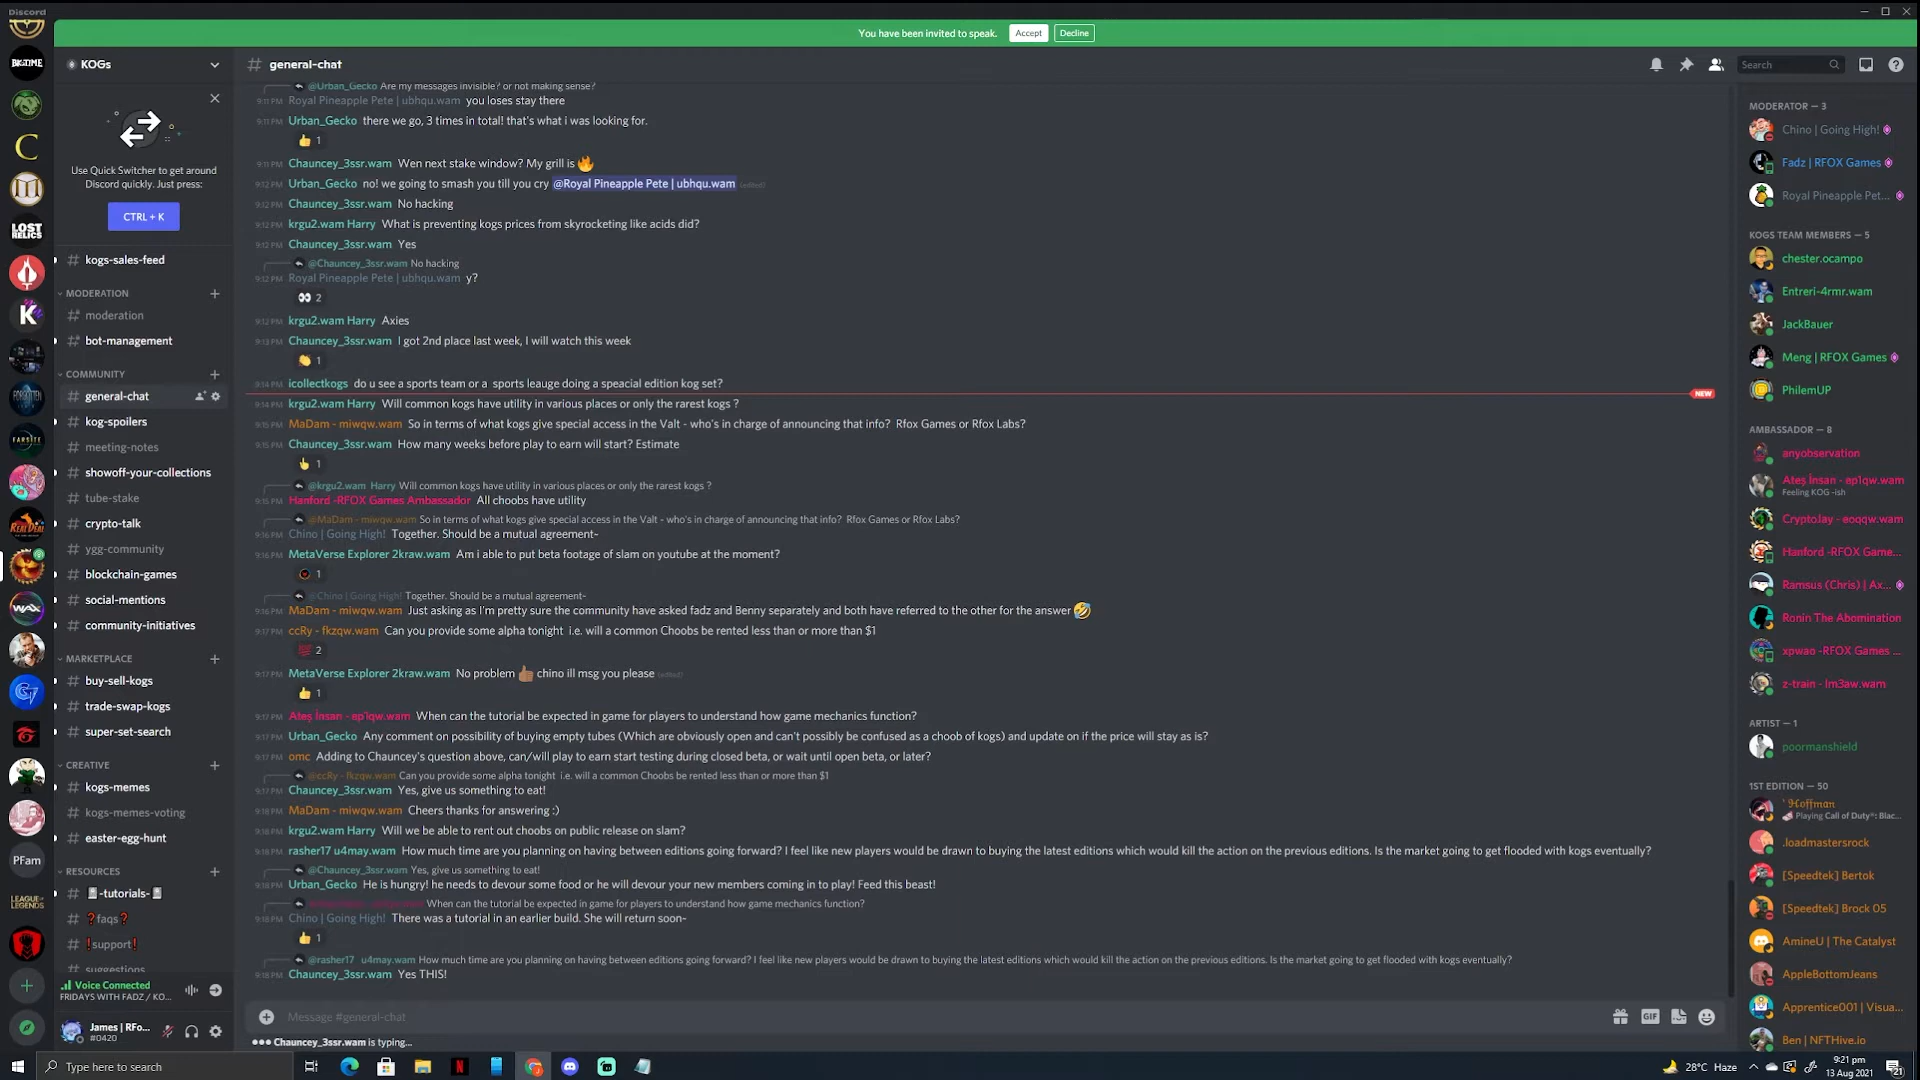 Discord
You have been invited to speak. Accept Decline
BIGTIME
KOGs
general-chat
Search
Use Quick Switcher to get around
Discord quickly. Just press:
CTRL + K
LOST
RELICS
FORGOTTEN
FARSITE
REAL DEAL
WAX
PFam
LEAGUE of
LEGENDS
kogs-sales-feed
MODERATION
moderation
bot-management
COMMUNITY
general-chat
kog-spoilers
meeting-notes
showoff-your-collections
tube-stake
crypto-talk
ygg-community
blockchain-games
social-mentions
community-initiatives
MARKETPLACE
buy-sell-kogs
trade-swap-kogs
super-set-search
CREATIVE
kogs-memes
kogs-memes-voting
easter-egg-hunt
RESOURCES
-tutorials-
❓faqs❓
❗support❗
suggestions
Voice Connected
FRIDAYS WITH FADZ / KO...
James | RFo...
#0420
@Urban_Gecko Are my messages invisible? or not making sense?
9:11 PM Royal Pineapple Pete | ubhqu.wam you loses stay there
9:11 PM Urban_Gecko there we go, 3 times in total! that's what i was looking for.
👍 1
9:11 PM Chauncey_3ssr.wam Wen next stake window? My grill is 🔥
9:12 PM Urban_Gecko no! we going to smash you till you cry @Royal Pineapple Pete | ubhqu.wam (edited)
9:12 PM Chauncey_3ssr.wam No hacking
9:12 PM krgu2.wam Harry What is preventing kogs prices from skyrocketing like acids did?
9:12 PM Chauncey_3ssr.wam Yes
@Chauncey_3ssr.wam No hacking
9:12 PM Royal Pineapple Pete | ubhqu.wam y?
👀 2
9:12 PM krgu2.wam Harry Axies
9:13 PM Chauncey_3ssr.wam I got 2nd place last week, I will watch this week
👏 1
9:14 PM icollectkogs do u see a sports team or a sports leauge doing a speacial edition kog set?
NEW
9:14 PM krgu2.wam Harry Will common kogs have utility in various places or only the rarest kogs ?
9:15 PM MaDam - miwqw.wam So in terms of what kogs give special access in the Valt - who's in charge of announcing that info? Rfox Games or Rfox Labs?
9:15 PM Chauncey_3ssr.wam How many weeks before play to earn will start? Estimate
1
@krgu2.wam Harry Will common kogs have utility in various places or only the rarest kogs ?
9:15 PM Hanford -RFOX Games Ambassador All choobs have utility
@MaDam - miwqw.wam So in terms of what kogs give special access in the Valt - who's in charge of announcing that info? Rfox Games or Rfox Labs?
9:16 PM Chino | Going High! Together. Should be a mutual agreement~
9:16 PM MetaVerse Explorer 2kraw.wam Am i able to put beta footage of slam on youtube at the moment?
1
@Chino | Going High! Together. Should be a mutual agreement~
9:16 PM MaDam - miwqw.wam Just asking as I'm pretty sure the community have asked fadz and Benny separately and both have referred to the other for the answer 🤣
9:17 PM ccRy - fkzqw.wam Can you provide some alpha tonight i.e. will a common Choobs be rented less than or more than $1
2
9:17 PM MetaVerse Explorer 2kraw.wam No problem 👍🏽 chino ill msg you please (edited)
👍 1
9:17 PM Ateş İnsan - ap1qw.wam When can the tutorial be expected in game for players to understand how game mechanics function?
9:17 PM Urban_Gecko Any comment on possibility of buying empty tubes (Which are obviously open and can't possibly be confused as a choob of kogs) and update on if the price will stay as is?
9:17 PM omc Adding to Chauncey's question above, can/will play to earn start testing during closed beta, or wait until open beta, or later?
@ccRy - fkzqw.wam Can you provide some alpha tonight i.e. will a common Choobs be rented less than or more than $1
9:17 PM Chauncey_3ssr.wam Yes, give us something to eat!
9:18 PM MaDam - miwqw.wam Cheers thanks for answering :)
9:18 PM krgu2.wam Harry Will we be able to rent out choobs on public release on slam?
9:18 PM rasher17 u4may.wam How much time are you planning on having between editions going forward? I feel like new players would be drawn to buying the latest editions which would kill the action on the previous editions. Is the market going to get flooded with kogs eventually?
@Chauncey_3ssr.wam Yes, give us something to eat!
9:18 PM Urban_Gecko He is hungry! he needs to devour some food or he will devour your new members coming in to play! Feed this beast!
When can the tutorial be expected in game for players to understand how game mechanics function?
9:18 PM Chino | Going High! There was a tutorial in an earlier build. She will return soon~
👍 1
@rasher17 u4may.wam How much time are you planning on having between editions going forward? I feel like new players would be drawn to buying the latest editions which would kill the action on the previous editions. Is the market going to get flooded with kogs eventually?
9:18 PM Chauncey_3ssr.wam Yes THIS!
Message #general-chat
GIF
Chauncey_3ssr.wam is typing...
MODERATOR — 3
Chino | Going High!
Fadz | RFOX Games
Royal Pineapple Pet...
KOGS TEAM MEMBERS — 5
chester.ocampo
Entreri-4rmr.wam
JackBauer
Meng | RFOX Games
PhilemUP
AMBASSADOR — 8
anyobservation
Ateş İnsan - ap1qw.wam
Feeling KOG -ish
CryptoJay - eoqqw.wam
Hanford -RFOX Game...
Ramsus (Chris) | Ax...
Ronin The Abomination
xpwao -RFOX Games ...
z-train - lm3aw.wam
ARTIST — 1
poormanshield
1ST EDITION — 50
' ℌ𝔬𝔣𝔣𝔪𝔞𝔫
Playing Call of Duty®: Blac...
.loadmastersrock
[Speedtek] Bertok
[Speedtek] Brock 05
AmineU | The Catalyst
AppleBottomJeans
Apprentice001 | Visua...
Ben | NFTHive.io
Type here to search
28°C Haze
9:21 pm
13 Aug 2021
21